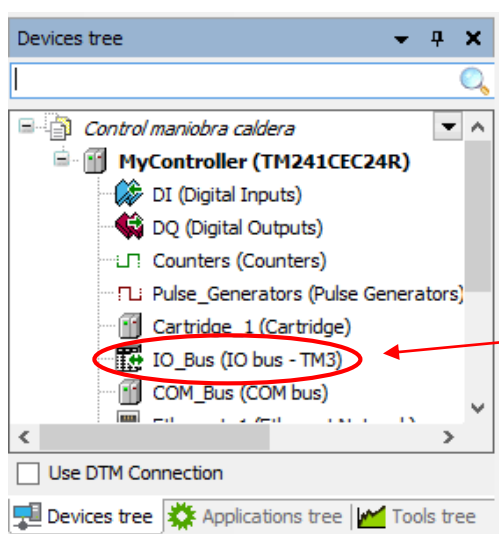 Devices tree
Control maniobra caldera
MyController (TM241CEC24R)
DI (Digital Inputs)
DQ (Digital Outputs)
Counters (Counters)
Pulse_Generators (Pulse Generators)
Cartridge_1 (Cartridge)
IO_Bus (IO bus - TM3)
COM_Bus (COM bus)
Use DTM Connection
Devices tree Applications tree Tools tree